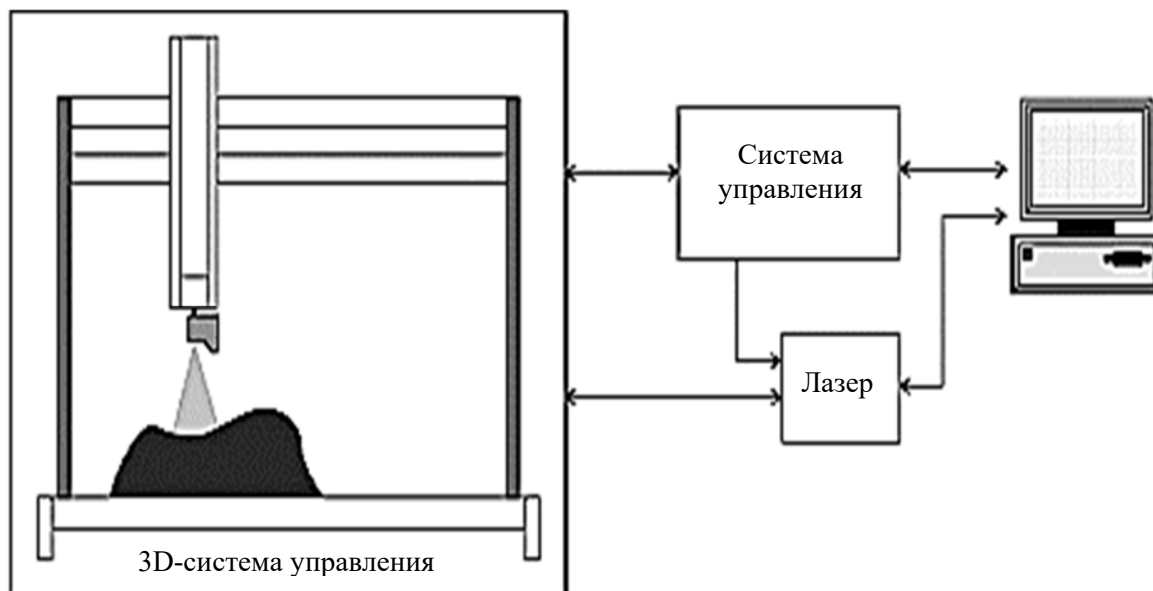 Система
управления
Лазер
3D-система управления